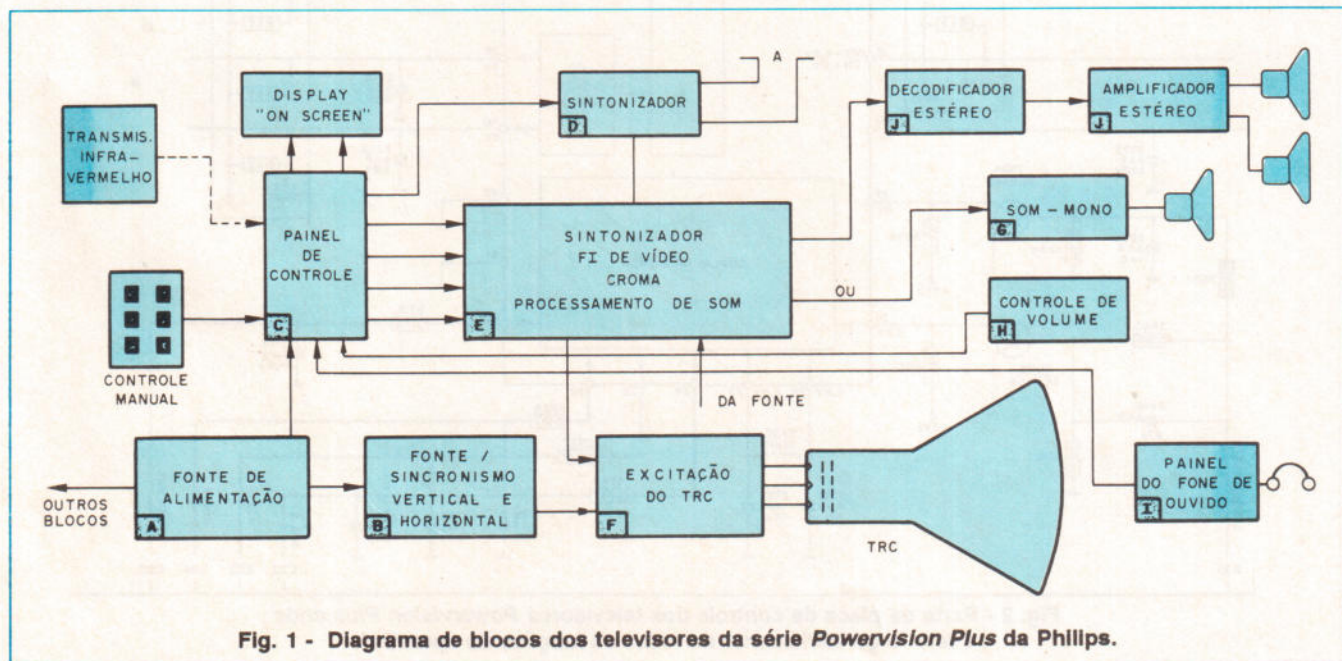 DISPLAY
"ON SCREEN"
TRANSMIS.
INFRA-
VERMELHO
PAINEL
DE
CONTROLE
C
CONTROLE
MANUAL
SINTONIZADOR
D
A
SINTONIZADOR
FI DE VÍDEO
CROMA
PROCESSAMENTO DE SOM
E
DECODIFICADOR
ESTÉREO
J
AMPLIFICADOR
ESTÉREO
J
SOM - MONO
G
OU
CONTROLE DE
VOLUME
H
DA FONTE
OUTROS
BLOCOS
FONTE DE
ALIMENTAÇÃO
A
FONTE /
SINCRONISMO
VERTICAL E
HORIZONTAL
B
EXCITAÇÃO
DO TRC
F
TRC
PAINEL
DO FONE DE
OUVIDO
I
Fig. 1 - Diagrama de blocos dos televisores da série Powervision Plus da Philips.